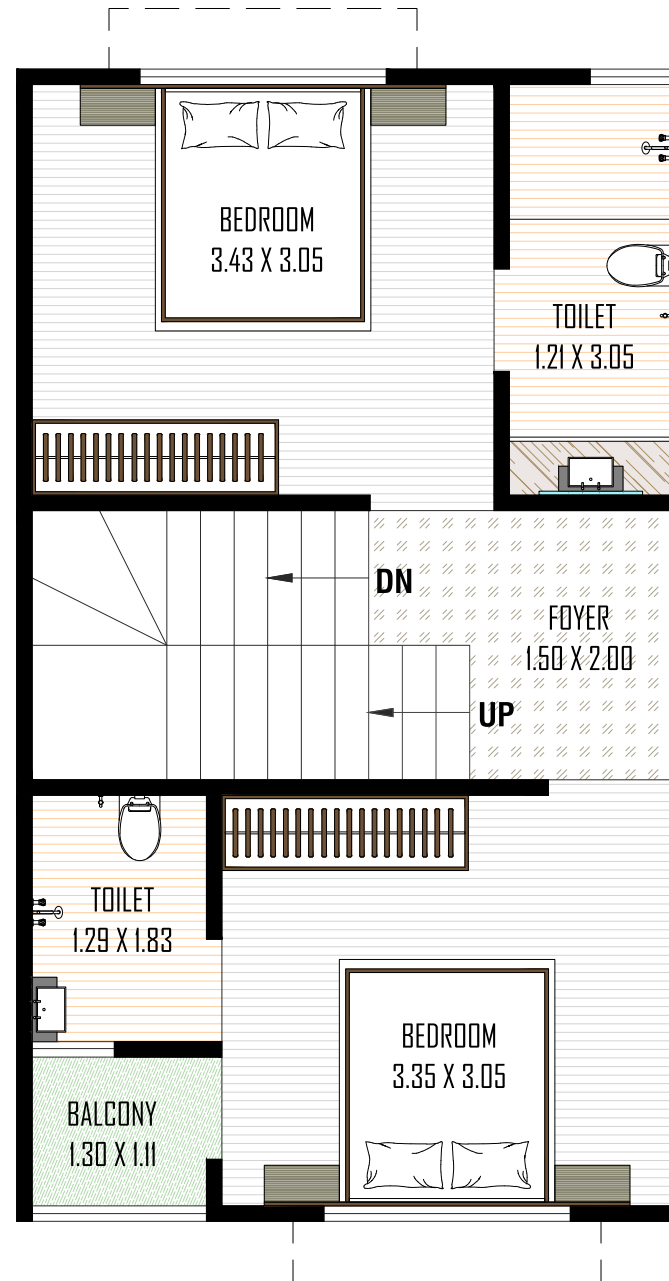 BEDROOM
3.43 X 3.05
TOILET
1.21 X 3.05
DN
FOYER
1.50 X 2.00
UP
TOILET
1.29 X 1.83
BEDROOM
3.35 X 3.05
BALCONY
1.30 X 1.11